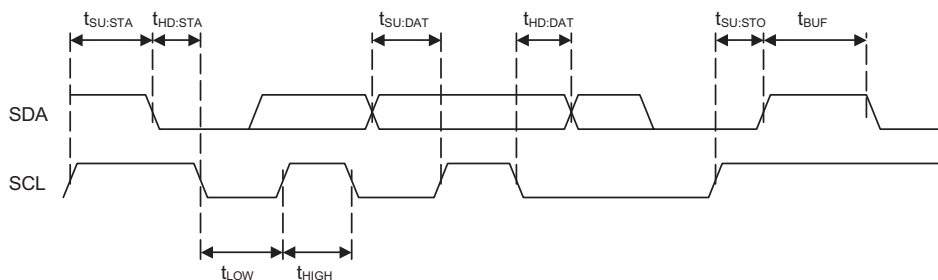 tSU:STA tHD:STA tSU:DAT tHD:DAT tSU:STO tBUF
SDA
SCL
tLOW tHIGH